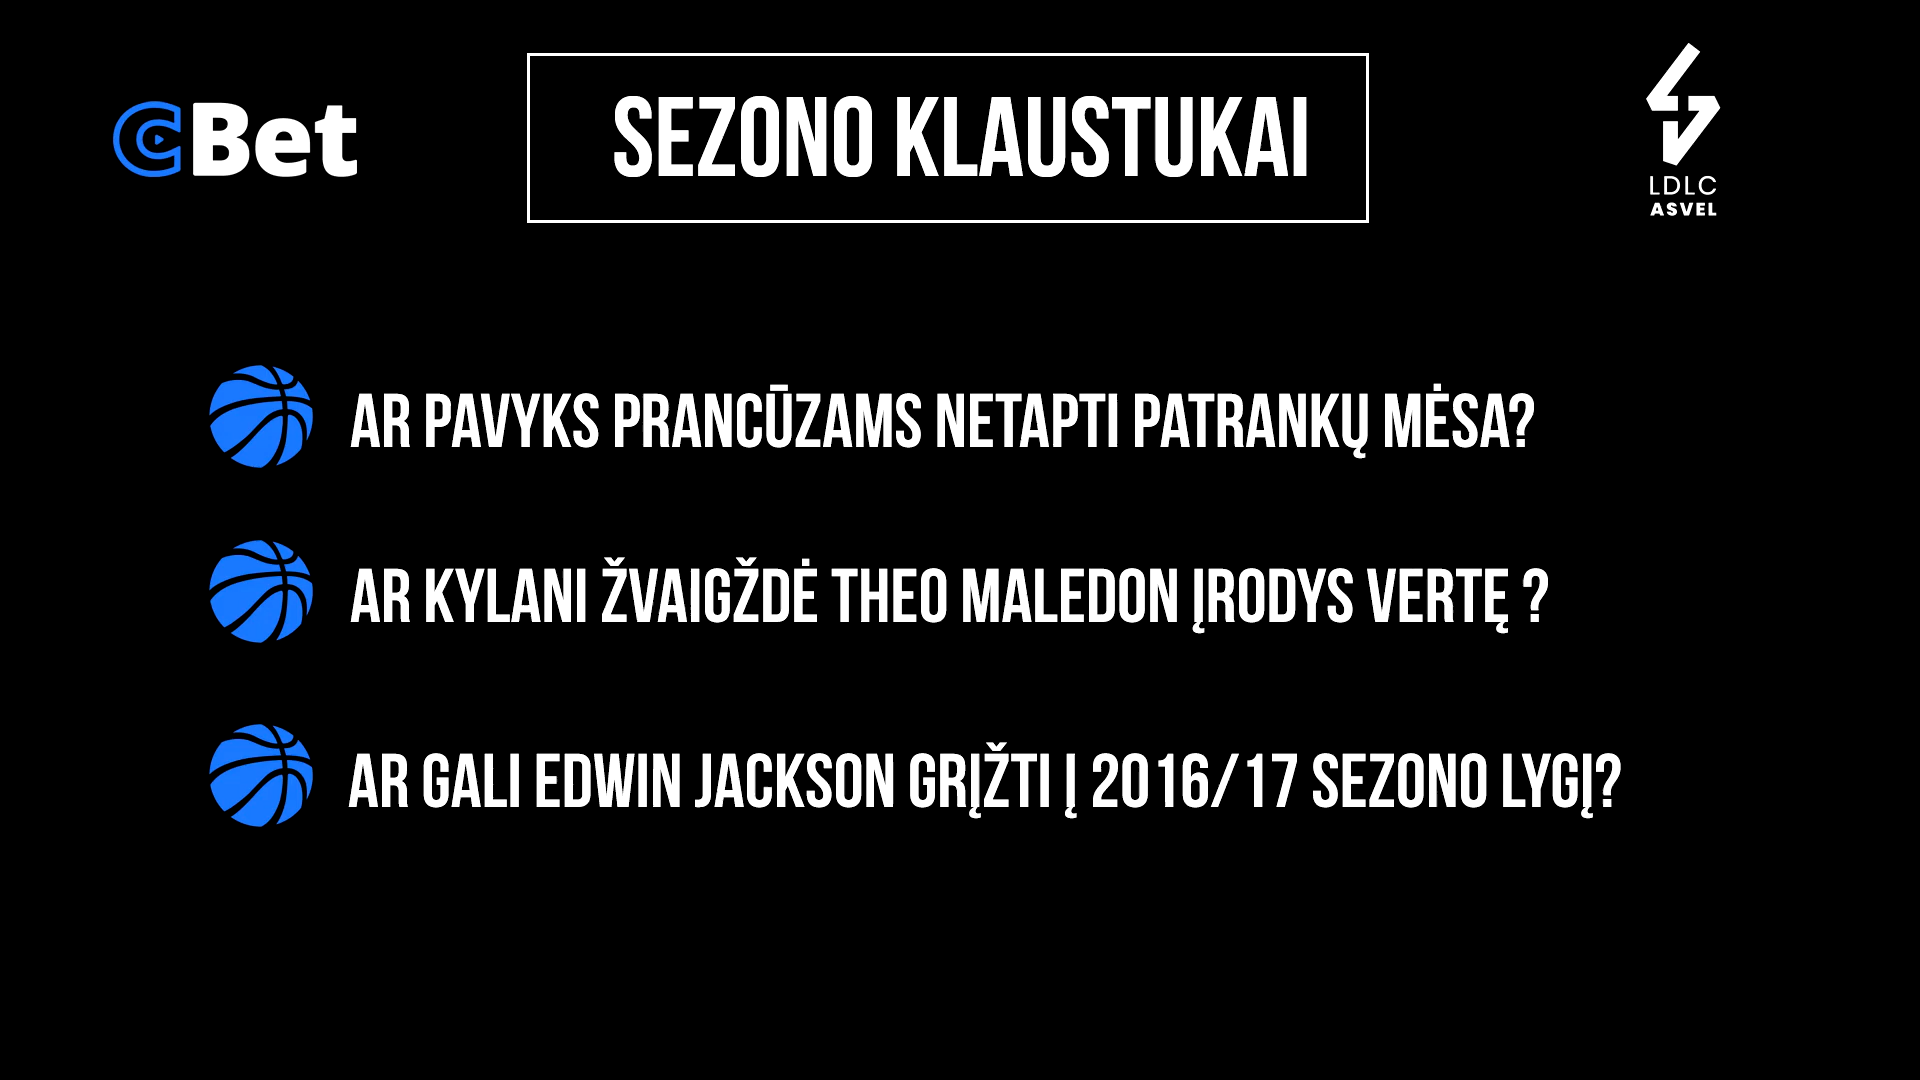 CBet
SEZONO KLAUSTUKAI
LDLC
ASVEL
AR PAVYKS PRANCŪZAMS NETAPTI PATRANKŲ MĖSA?
AR KYLANI ŽVAIGŽDĖ THEO MALEDON ĮRODYS VERTĘ ?
AR GALI EDWIN JACKSON GRĮŽTI Į 2016/17 SEZONO LYGĮ?